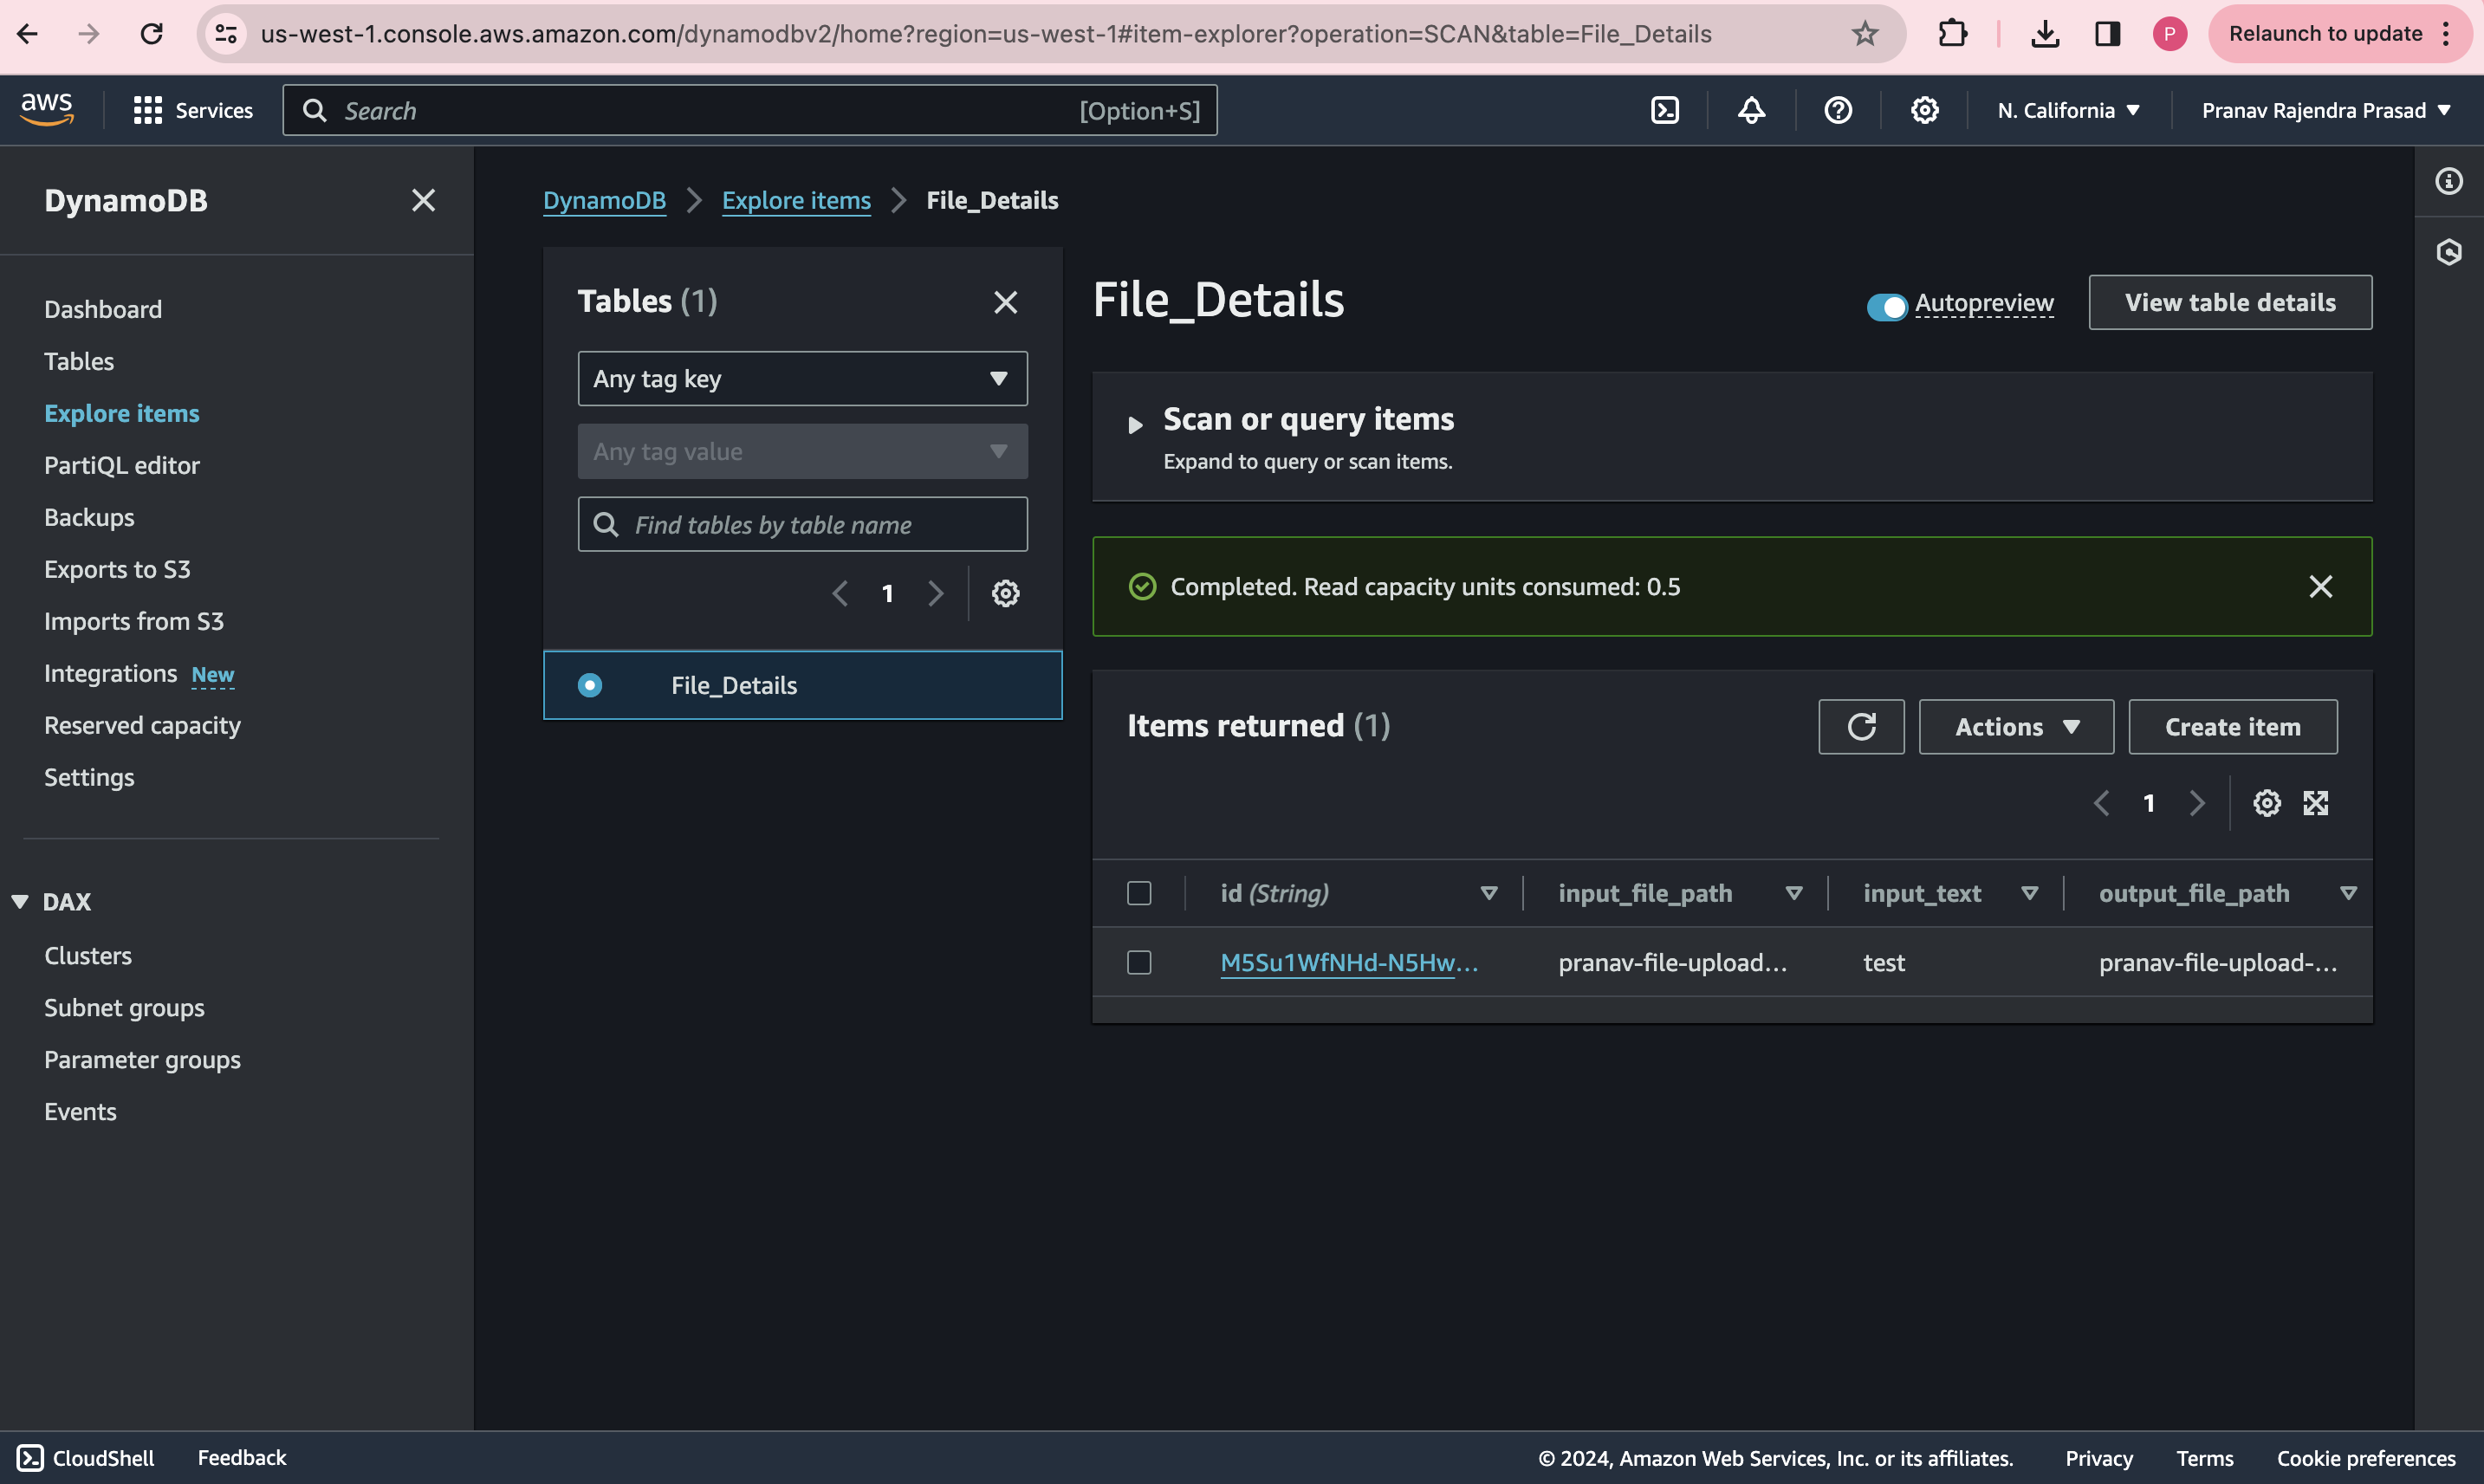 us-west-1.console.aws.amazon.com/dynamodbv2/home?region=us-west-1#item-explorer?operation=SCAN&table=File_Details
P
Relaunch to update
aws
Services
Search
[Option+S]
N. California
Pranav Rajendra Prasad
DynamoDB
Dashboard
Tables
Explore items
PartiQL editor
Backups
Exports to S3
Imports from S3
Integrations New
Reserved capacity
Settings
DAX
Clusters
Subnet groups
Parameter groups
Events
DynamoDB
Explore items
File_Details
Tables (1)
Any tag key
Any tag value
Find tables by table name
1
File_Details
File_Details
Autopreview
View table details
Scan or query items
Expand to query or scan items.
Completed. Read capacity units consumed: 0.5
Items returned (1)
Actions
Create item
1
id (String)
input_file_path
input_text
output_file_path
M5Su1WfNHd-N5Hw...
pranav-file-upload...
test
pranav-file-upload-...
CloudShell
Feedback
© 2024, Amazon Web Services, Inc. or its affiliates.
Privacy
Terms
Cookie preferences